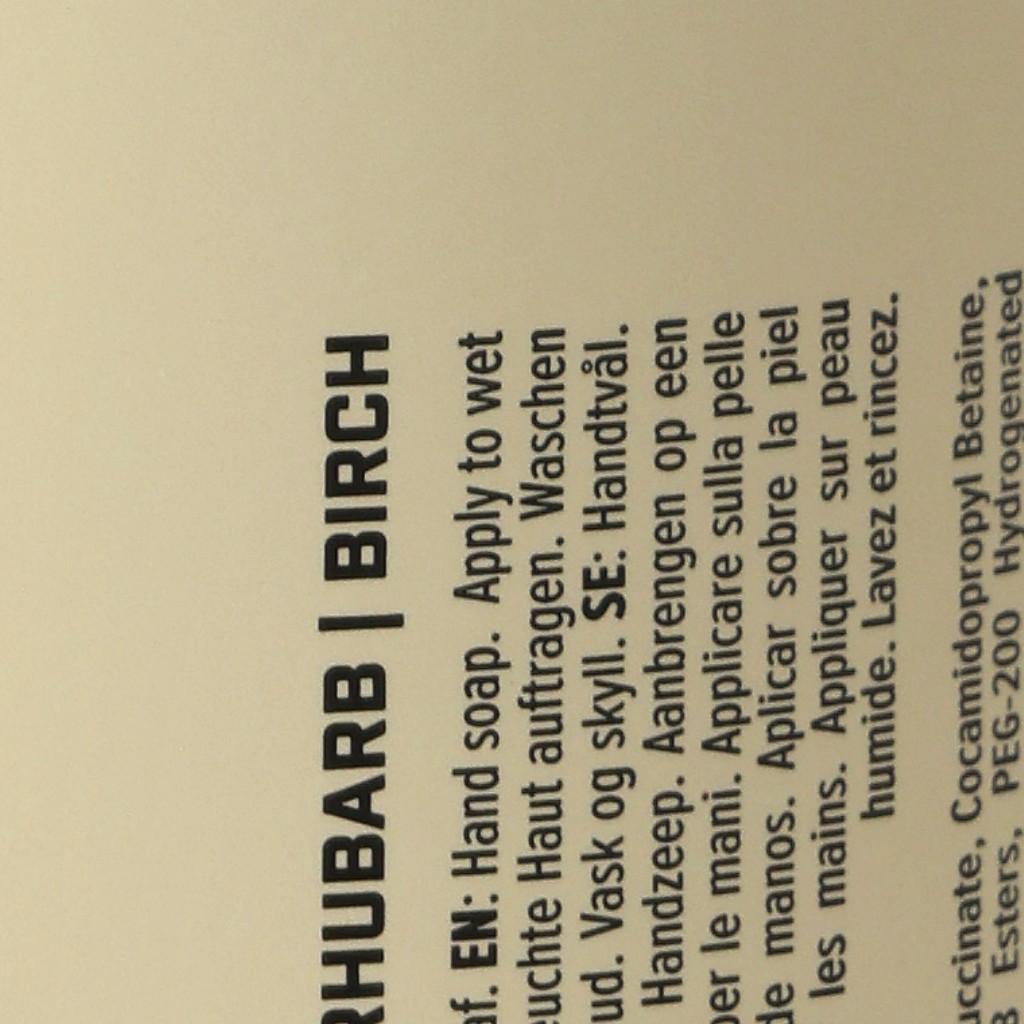 RHUBARB | BIRCH
af. EN: Hand soap. Apply to wet
euchte Haut auftragen. Waschen
ud. Vask og skyll. SE: Handtvål.
Handzeep. Aanbrengen op een
per le mani. Applicare sulla pelle
de manos. Aplicar sobre la piel
les mains. Appliquer sur peau
humide. Lavez et rincez.
uccinate, Cocamidopropyl Betaine,
B Esters, PEG-200 Hydrogenated